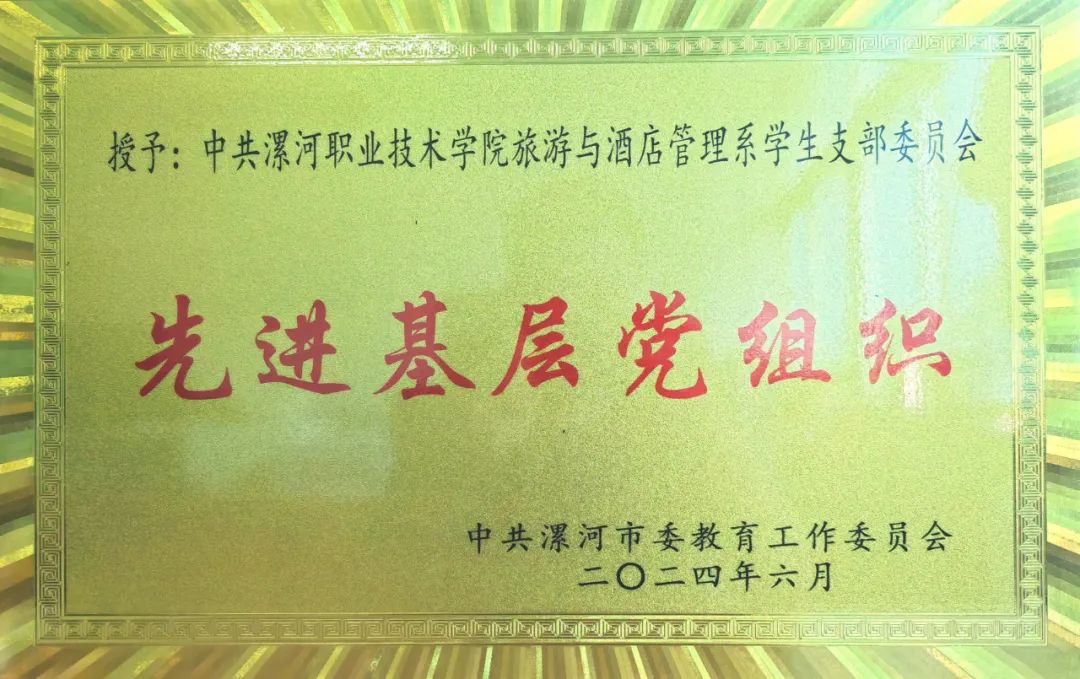 授予：中共漯河职业技术学院旅游与酒店管理系学生支部委员会
先进基层党组织
中共漯河市委教育工作委员会
二〇二四年六月